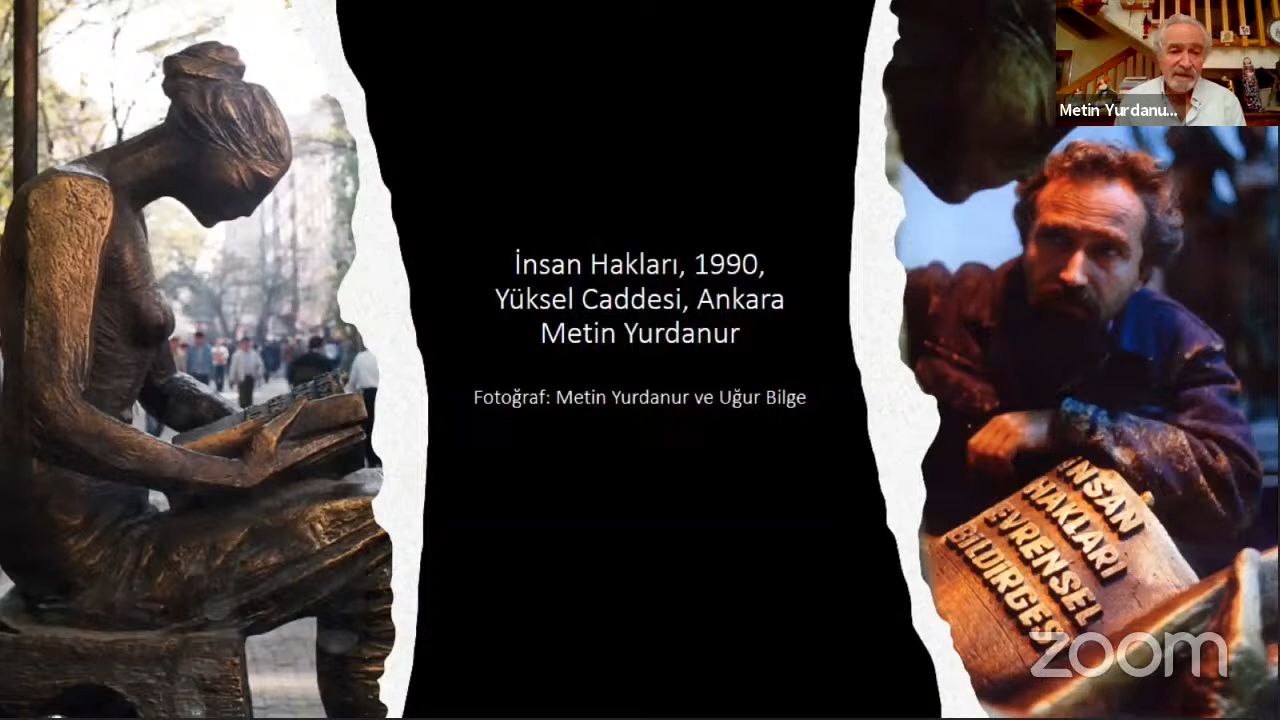 Metin Yurdanu...
İnsan Hakları, 1990,
Yüksel Caddesi, Ankara
Metin Yurdanur
Fotoğraf: Metin Yurdanur ve Uğur Bilge
İNSAN
HAKLARI
EVRENSEL
BİLDİRGES
zoom